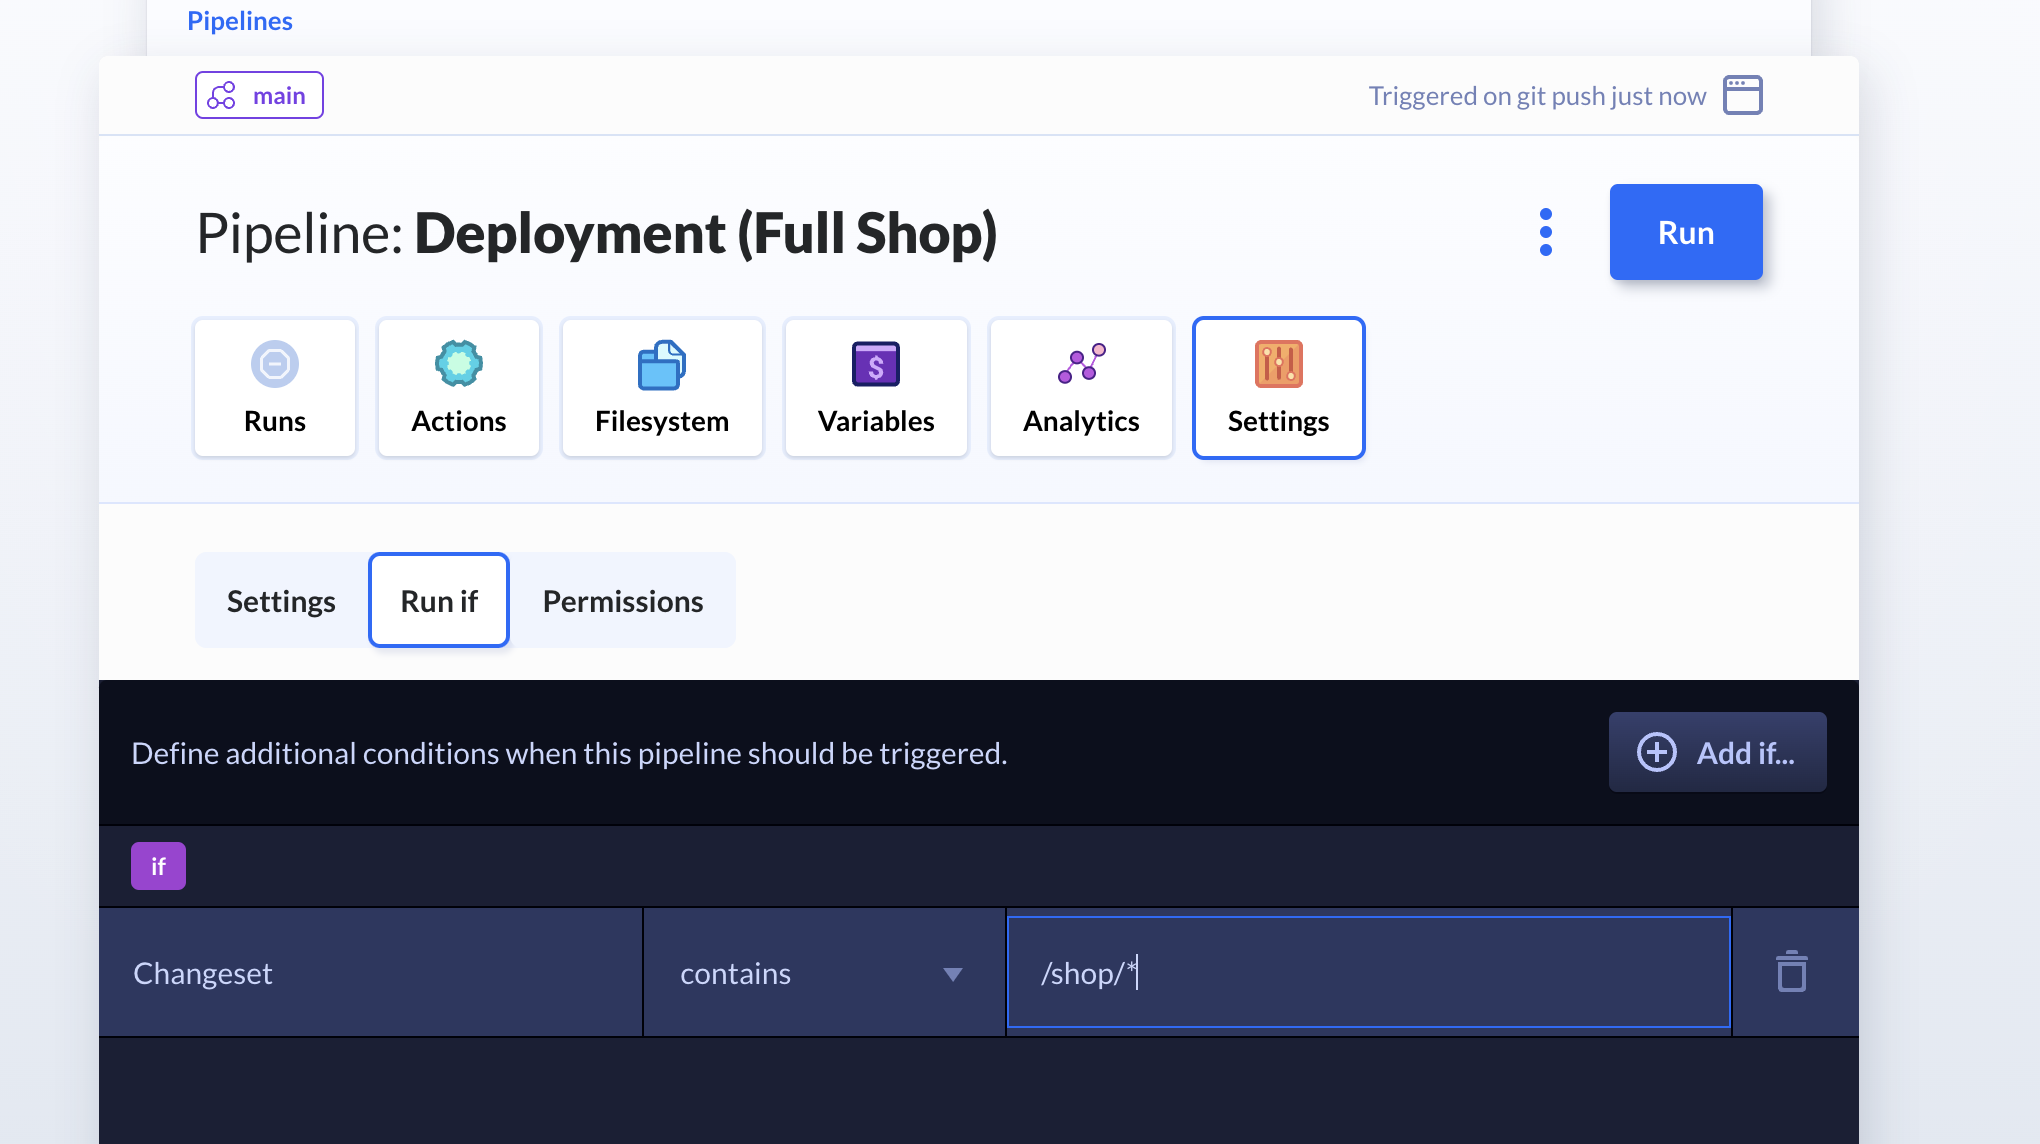 Pipelines
main
Triggered on git push just now
Pipeline: Deployment (Full Shop)
Run
Runs
Actions
Filesystem
$
Variables
Analytics
Settings
Settings
Run if
Permissions
Define additional conditions when this pipeline should be triggered.
Add if...
if
Changeset
contains
/shop/*